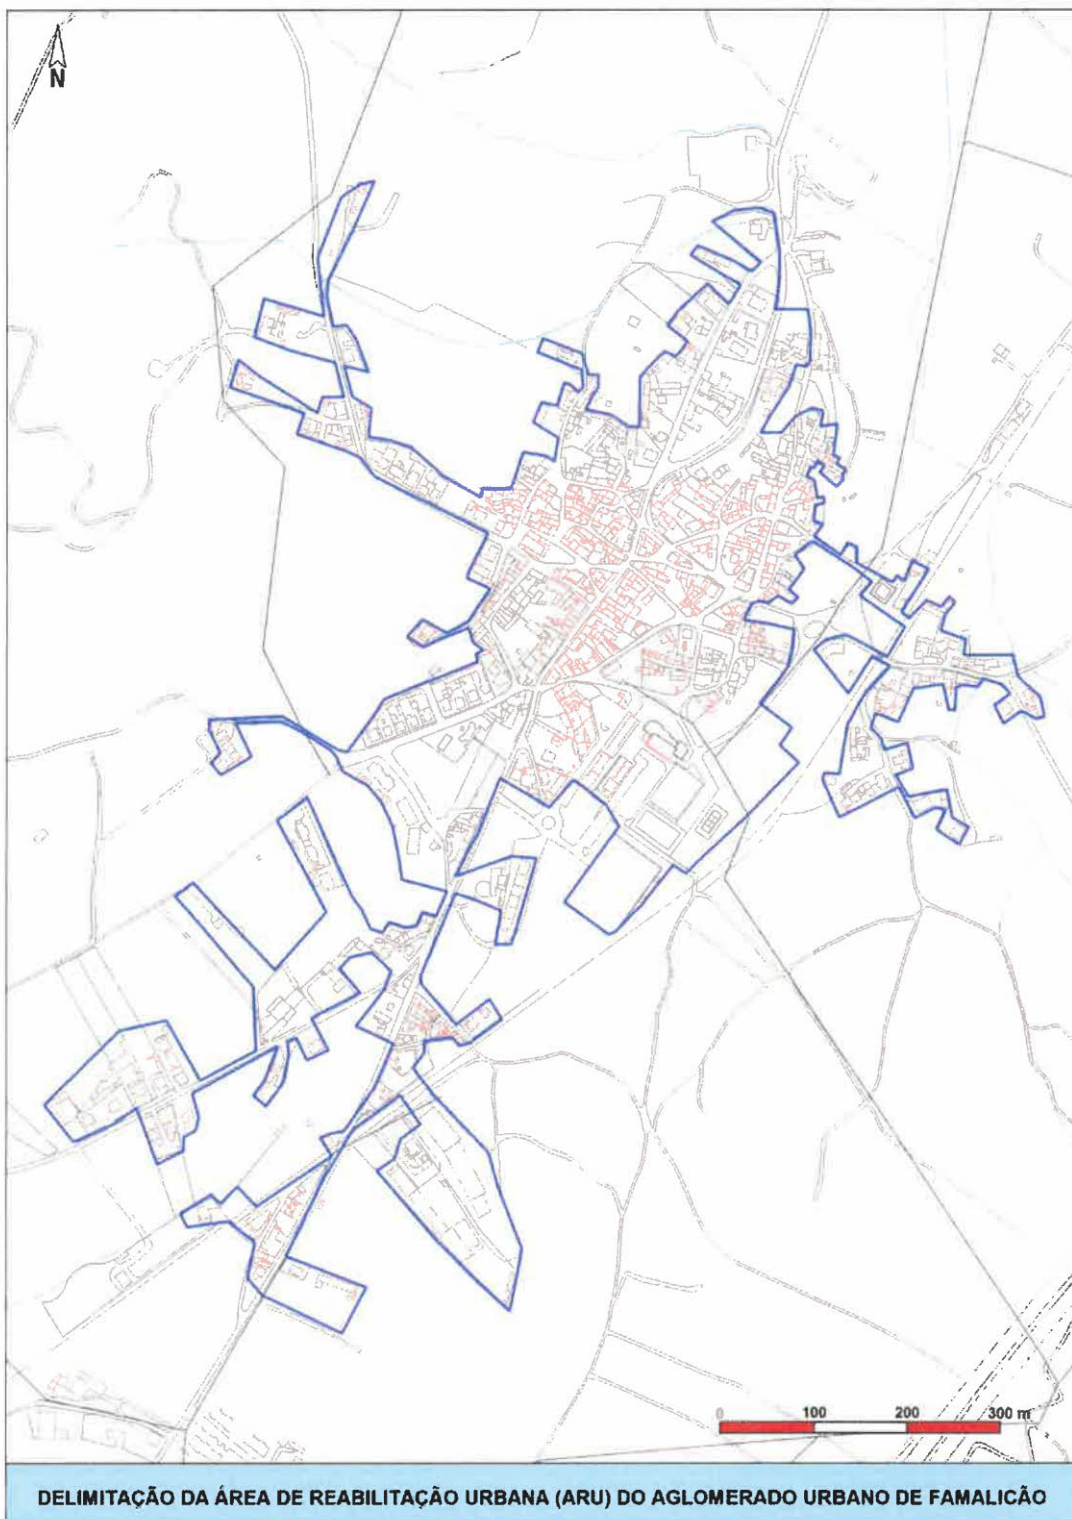 N
0 100 200 300 m
DELIMITAÇÃO DA ÁREA DE REABILITAÇÃO URBANA (ARU) DO AGLOMERADO URBANO DE FAMALICÃO